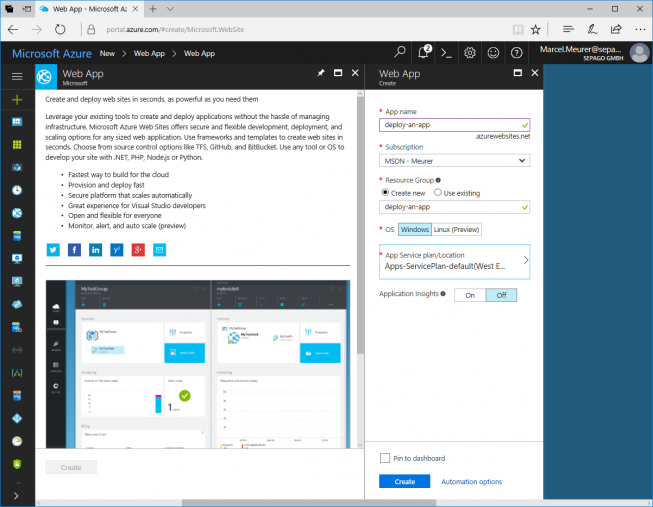 Web App - Microsoft Az
portal.azure.com/#create/Microsoft.WebSite
Microsoft Azure New > Web App > Web App
2
Marcel.Meurer@sepa...
SEPAGO GMBH
Web App
Microsoft
Create and deploy web sites in seconds, as powerful as you need them
Leverage your existing tools to create and deploy applications without the hassle of managing
infrastructure. Microsoft Azure Web Sites offers secure and flexible development, deployment, and
scaling options for any sized web application. Use frameworks and templates to create web sites in
seconds. Choose from source control options like TFS, GitHub, and BitBucket. Use any tool or OS to
develop your site with .NET, PHP, Node.js or Python.
• Fastest way to build for the cloud
• Provision and deploy fast
• Secure platform that scales automatically
• Great experience for Visual Studio developers
• Open and flexible for everyone
• Monitor, alert, and auto scale (preview)
MyTestGroup
Create
Web App
* App name
deploy-an-app
.azurewebsites.net
* Subscription
MSDN - Meurer
* Resource Group
Create new Use existing
deploy-an-app
* OS Windows Linux (Preview)
* App Service plan/Location
Apps-ServicePlan-default(West E...
Application Insights On Off
Pin to dashboard
Create Automation options